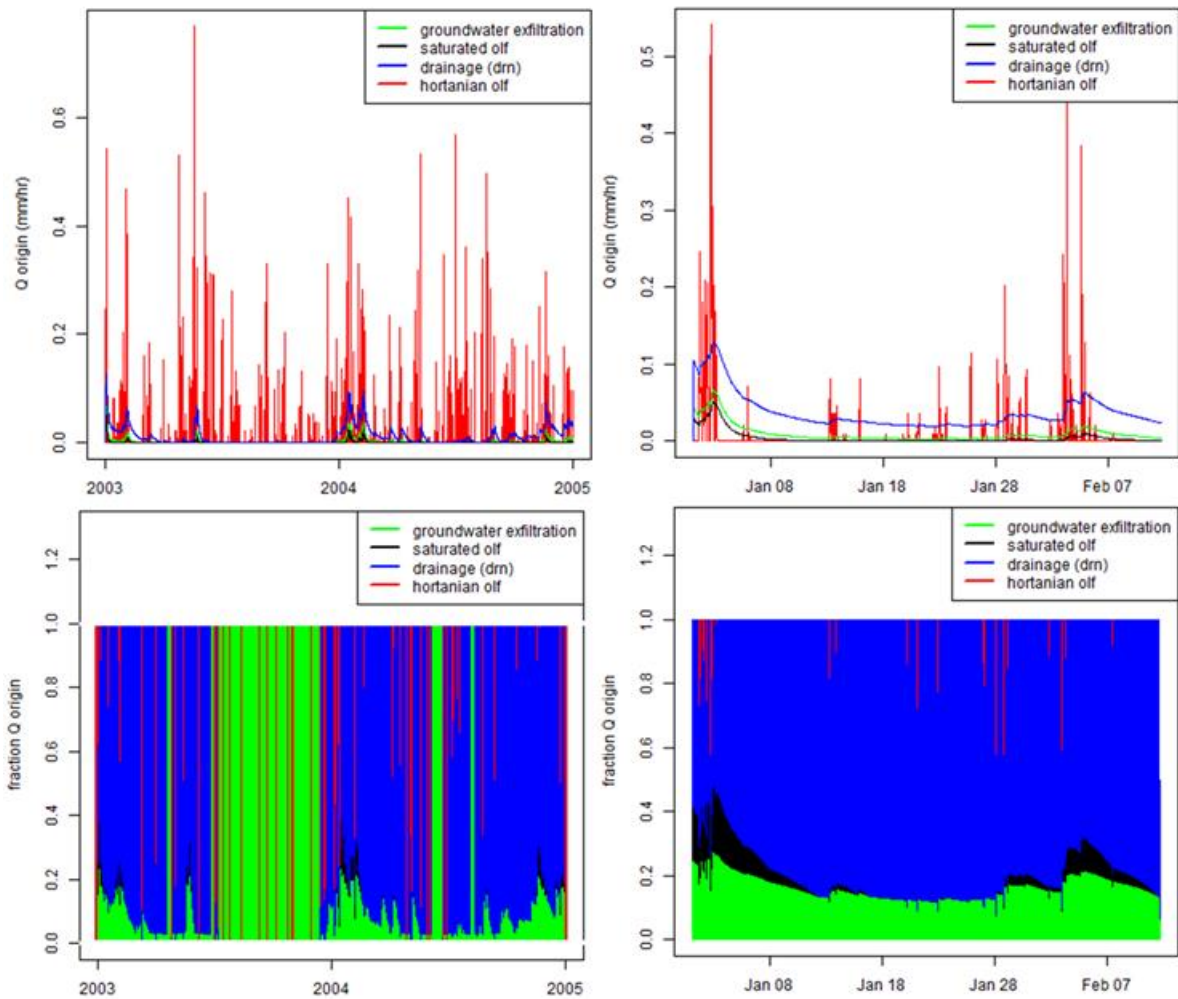 groundwater exfiltration
saturated olf
drainage (drn)
hortanian olf
Q origin (mm/hr)
0.6
0.4
0.2
0.0
2003
2004
2005
groundwater exfiltration
saturated olf
drainage (drn)
hortanian olf
Q origin (mm/hr)
0.5
0.4
0.3
0.2
0.1
0.0
Jan 08
Jan 18
Jan 28
Feb 07
groundwater exfiltration
saturated olf
drainage (drn)
hortanian olf
fraction Q origin
1.2
1.0
0.8
0.6
0.4
0.2
0.0
2003
2004
2005
groundwater exfiltration
saturated olf
drainage (drn)
hortanian olf
fraction Q origin
1.2
1.0
0.8
0.6
0.4
0.2
0.0
Jan 08
Jan 18
Jan 28
Feb 07